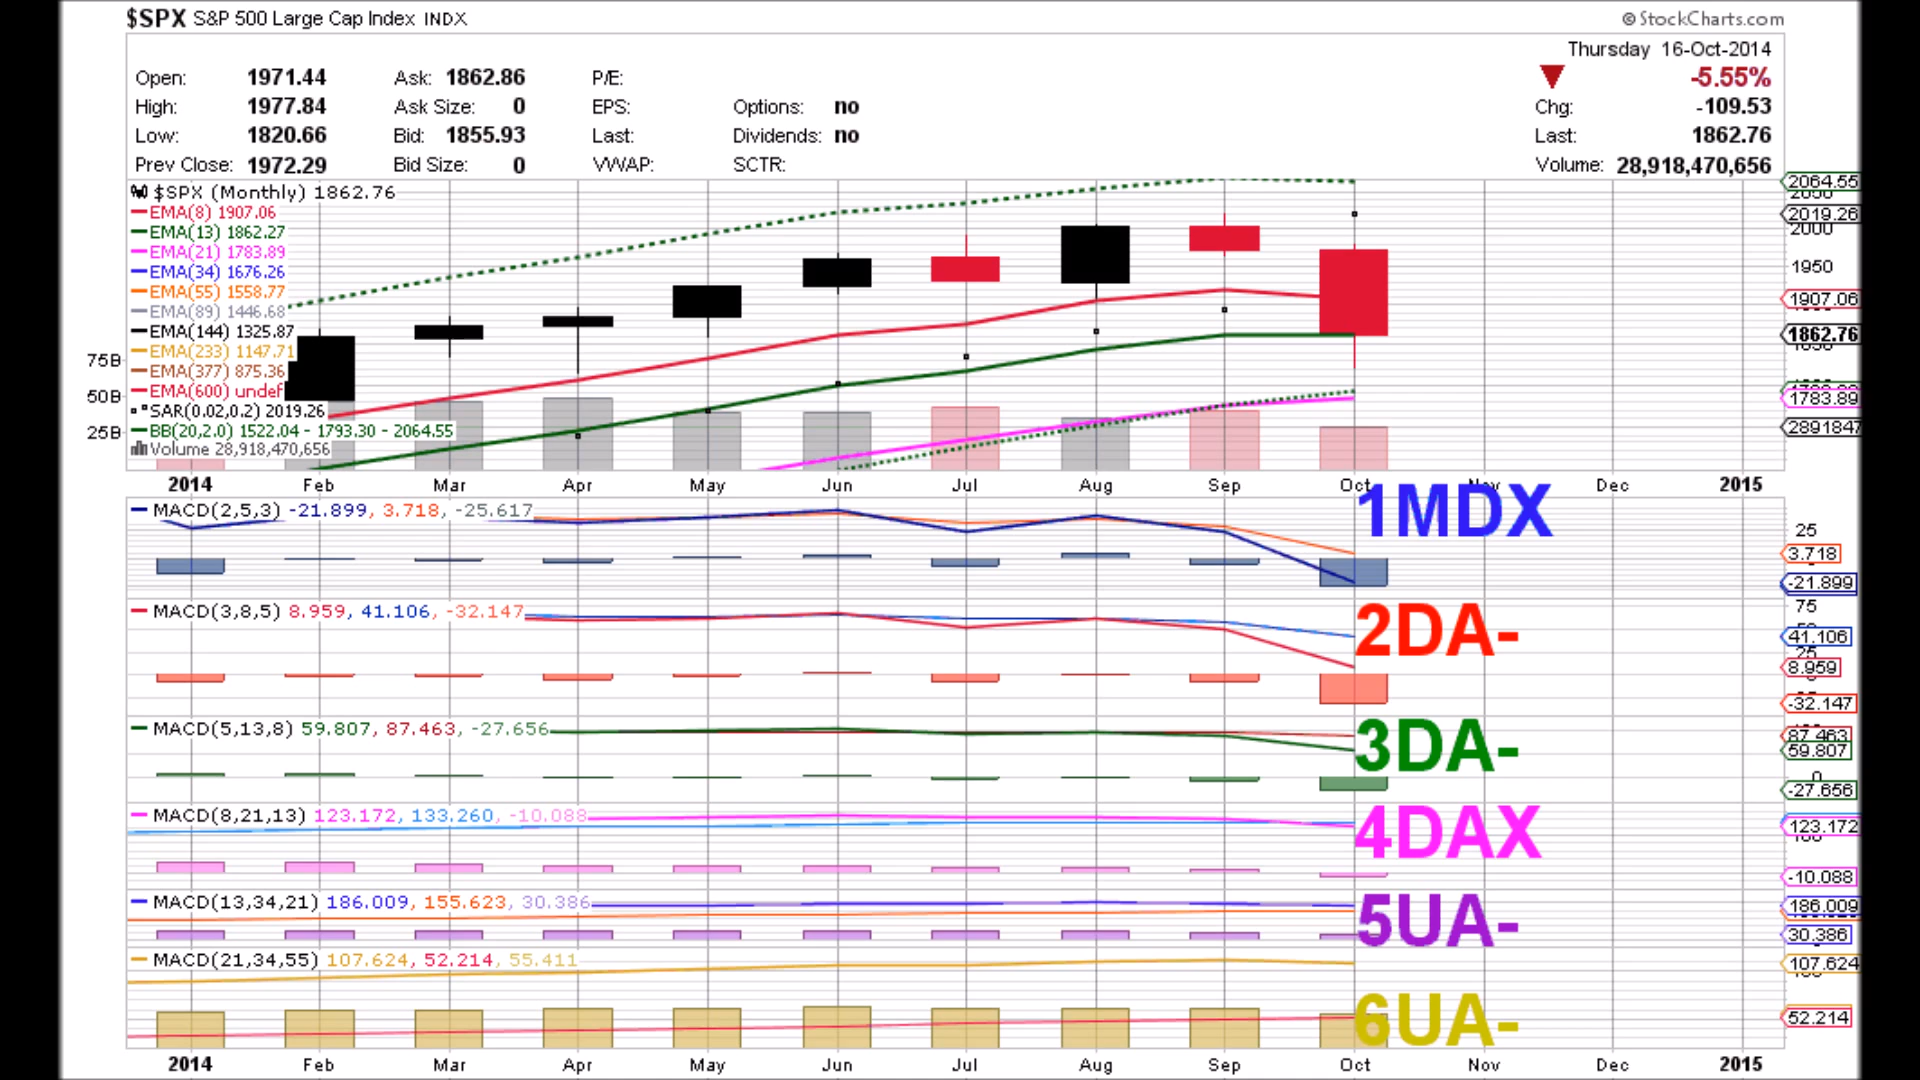 $SPX S&P 500 Large Cap Index INDX
© StockCharts.com
Thursday 16-Oct-2014
Open: 1971.44 Ask: 1862.86 P/E: -5.55%
High: 1977.84 Ask Size: 0 EPS: Options: no Chg: -109.53
Low: 1820.66 Bid: 1855.93 Last: Dividends: no Last: 1862.76
Prev Close: 1972.29 Bid Size: 0 VWAP: SCTR: Volume: 28,918,470,656
$SPX (Monthly) 1862.76
EMA(8) 1907.06
EMA(13) 1862.27
EMA(21) 1783.89
EMA(34) 1676.26
EMA(55) 1558.77
EMA(89) 1446.68
EMA(144) 1325.87
EMA(233) 1147.71
EMA(377) 875.36
EMA(600) undef
SAR(0.02,0.2) 2019.26
BB(20,2.0) 1522.04 - 1793.30 - 2064.55
Volume 28,918,470,656
75B
50B
25B
2064.55
2019.26
2000
1950
1907.06
1862.76
1783.89
2891847
2014 Feb Mar Apr May Jun Jul Aug Sep Oct Nov Dec 2015
MACD(2,5,3) -21.899, 3.718, -25.617
1MDX
25
3.718
-21.899
MACD(3,8,5) 8.959, 41.106, -32.147
2DA-
75
41.106
25
8.959
-32.147
MACD(5,13,8) 59.807, 87.463, -27.656
3DA-
87.463
59.807
0
-27.656
MACD(8,21,13) 123.172, 133.260, -10.088
4DAX
123.172
-10.088
MACD(13,34,21) 186.009, 155.623, 30.386
5UA-
186.009
30.386
MACD(21,34,55) 107.624, 52.214, 55.411
6UA-
107.624
52.214
2014 Feb Mar Apr May Jun Jul Aug Sep Oct Nov Dec 2015